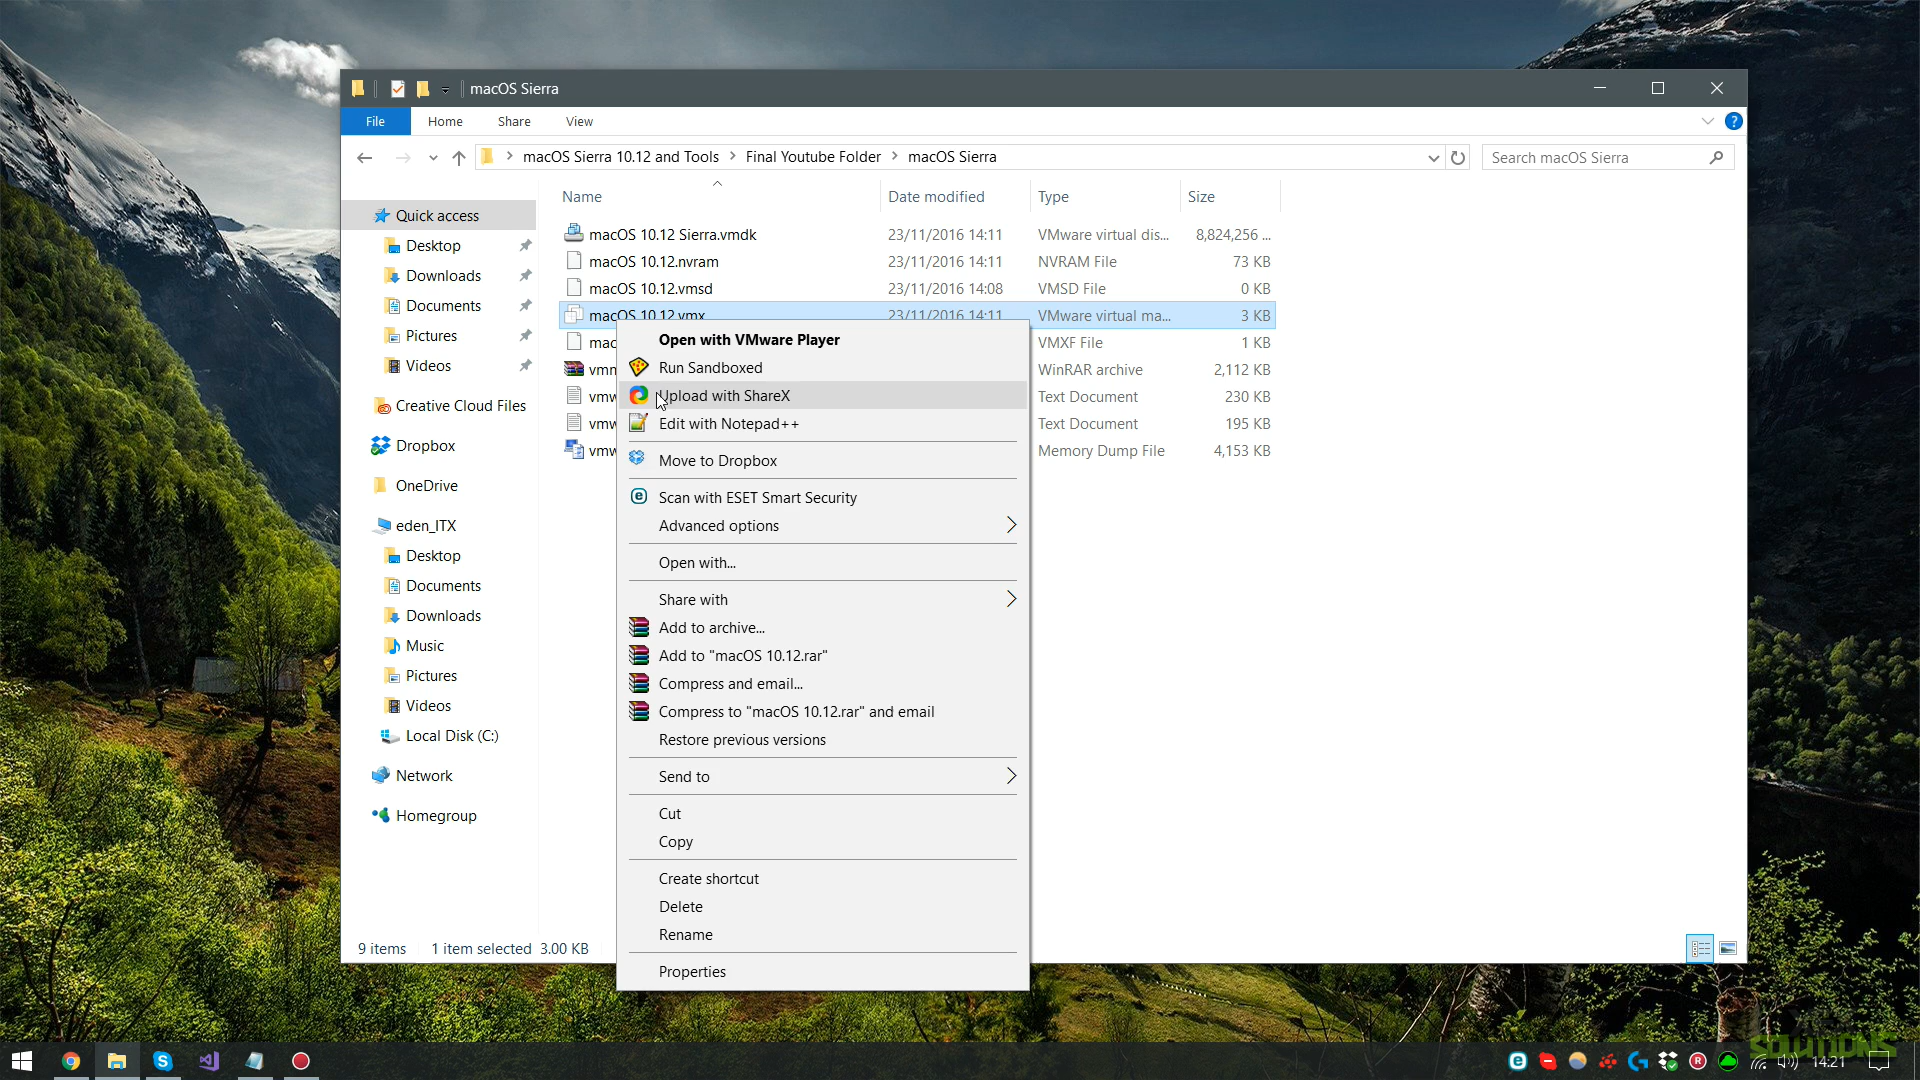 macOS Sierra
File Home Share View
macOS Sierra 10.12 and Tools Final Youtube Folder macOS Sierra
Search macOS Sierra
Quick access
Desktop
Downloads
Documents
Pictures
Videos
Creative Cloud Files
Dropbox
OneDrive
eden_ITX
Desktop
Documents
Downloads
Music
Pictures
Videos
Local Disk (C:)
Network
Homegroup
Name Date modified Type Size
macOS 10.12 Sierra.vmdk 23/11/2016 14:11 VMware virtual dis... 8,824,256 ...
macOS 10.12.nvram 23/11/2016 14:11 NVRAM File 73 KB
macOS 10.12.vmsd 23/11/2016 14:08 VMSD File 0 KB
macOS 10.12.vmx 23/11/2016 14:11 VMware virtual ma... 3 KB
mac VMXF File 1 KB
WinRAR archive 2,112 KB
Text Document 230 KB
Text Document 195 KB
Memory Dump File 4,153 KB
Open with VMware Player
Run Sandboxed
Upload with ShareX
Edit with Notepad++
Move to Dropbox
Scan with ESET Smart Security
Advanced options
Open with...
Share with
Add to archive...
Add to "macOS 10.12.rar"
Compress and email...
Compress to "macOS 10.12.rar" and email
Restore previous versions
Send to
Cut
Copy
Create shortcut
Delete
Rename
Properties
9 items 1 item selected 3.00 KB
SOLUTIONS
14:21